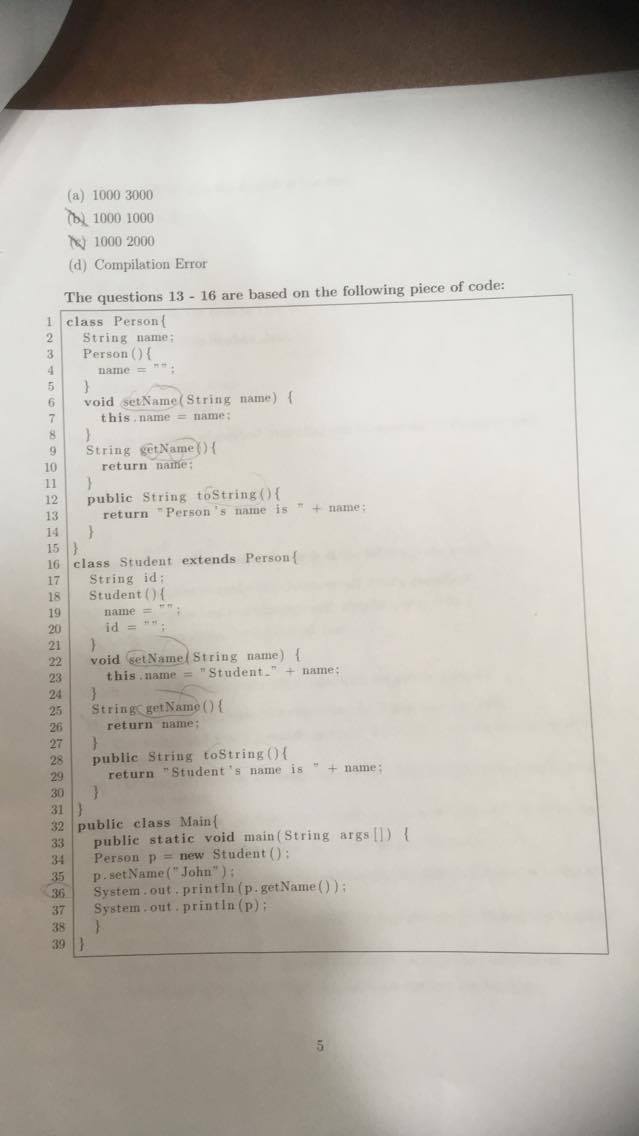 (a) 1000 3000
(b) 1000 1000
(c) 1000 2000
(d) Compilation Error
The questions 13 - 16 are based on the following piece of code:
1 class Person{
2 String name;
3 Person(){
4 name = "";
5 }
6 void setName(String name) {
7 this.name = name;
8 }
9 String getName(){
10 return name;
11 }
12 public String toString(){
13 return "Person's name is " + name;
14 }
15 }
16 class Student extends Person{
17 String id;
18 Student(){
19 name = "";
20 id = "";
21 }
22 void setName(String name) {
23 this.name = "Student_" + name;
24 }
25 String getName(){
26 return name;
27 }
28 public String toString(){
29 return "Student's name is " + name;
30 }
31 }
32 public class Main{
33 public static void main(String args[]) {
34 Person p = new Student();
35 p.setName("John");
36 System.out.println(p.getName());
37 System.out.println(p);
38 }
39 }
5